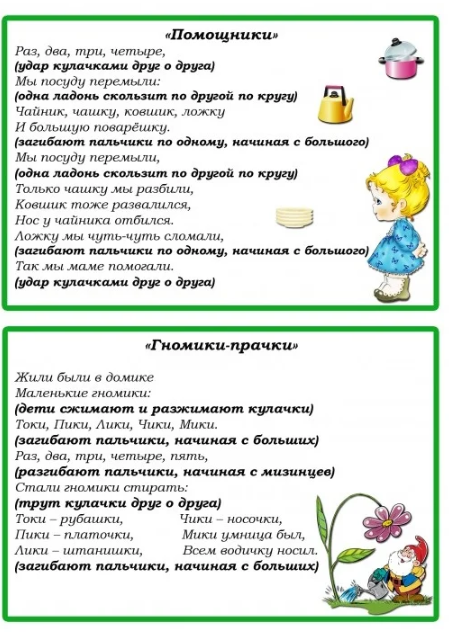 «Помощники»
Раз, два, три, четыре,
(удар кулачками друг о друга)
Мы посуду перемыли:
(одна ладонь скользит по другой по кругу)
Чайник, чашку, ковшик, ложку
И большую поварёшку.
(загибают пальчики по одному, начиная с большого)
Мы посуду перемыли,
(одна ладонь скользит по другой по кругу)
Только чашку мы разбили,
Ковшик тоже развалился,
Нос у чайника отбился.
Ложку мы чуть-чуть сломали,
(загибают пальчики по одному, начиная с большого)
Так мы маме помогали.
(удар кулачками друг о друга)
«Гномики-прачки»
Жили были в домике
Маленькие гномики:
(дети сжимают и разжимают кулачки)
Токи, Пики, Лики, Чики, Мики.
(загибают пальчики, начиная с больших)
Раз, два, три, четыре, пять,
(разгибают пальчики, начиная с мизинцев)
Стали гномики стирать:
(трут кулачки друг о друга)
Токи – рубашки, Чики – носочки,
Пики – платочки, Мики умница был,
Лики – штанишки, Всем водичку носил.
(загибают пальчики, начиная с больших)